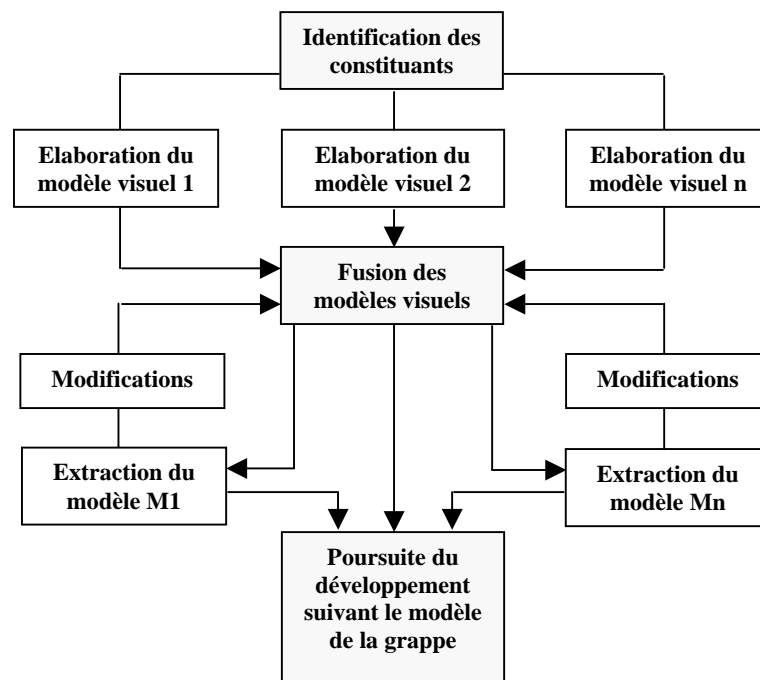 Identification des
constituants
Elaboration du
modèle visuel 1
Elaboration du
modèle visuel 2
Elaboration du
modèle visuel n
Fusion des
modèles visuels
Modifications
Modifications
Extraction du
modèle M1
Extraction du
modèle Mn
Poursuite du
développement
suivant le modèle
de la grappe